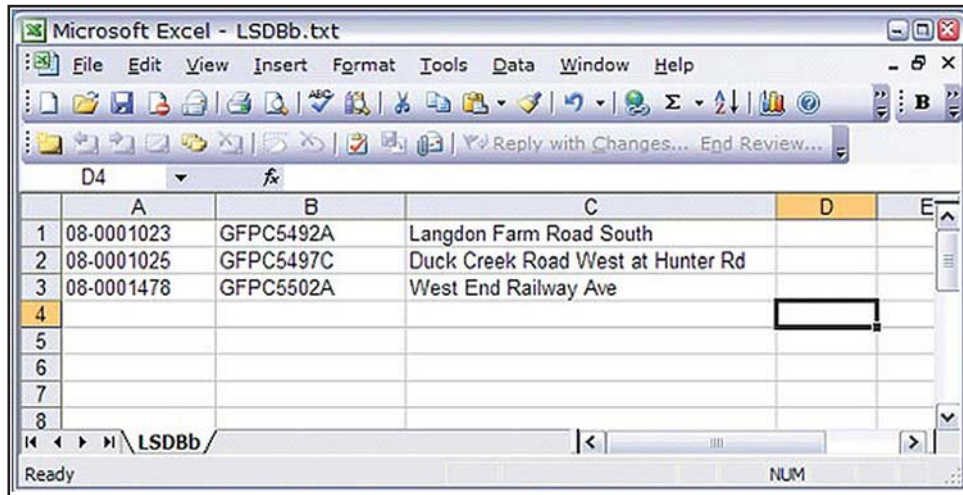 Microsoft Excel - LSDBb.txt
File Edit View Insert Format Tools Data Window Help
ABC Σ A Z B
Reply with Changes... End Review...
D4 fx
A B C D E
1 08-0001023 GFPC5492A Langdon Farm Road South
2 08-0001025 GFPC5497C Duck Creek Road West at Hunter Rd
3 08-0001478 GFPC5502A West End Railway Ave
4
5
6
7
8
LSDBb
Ready NUM